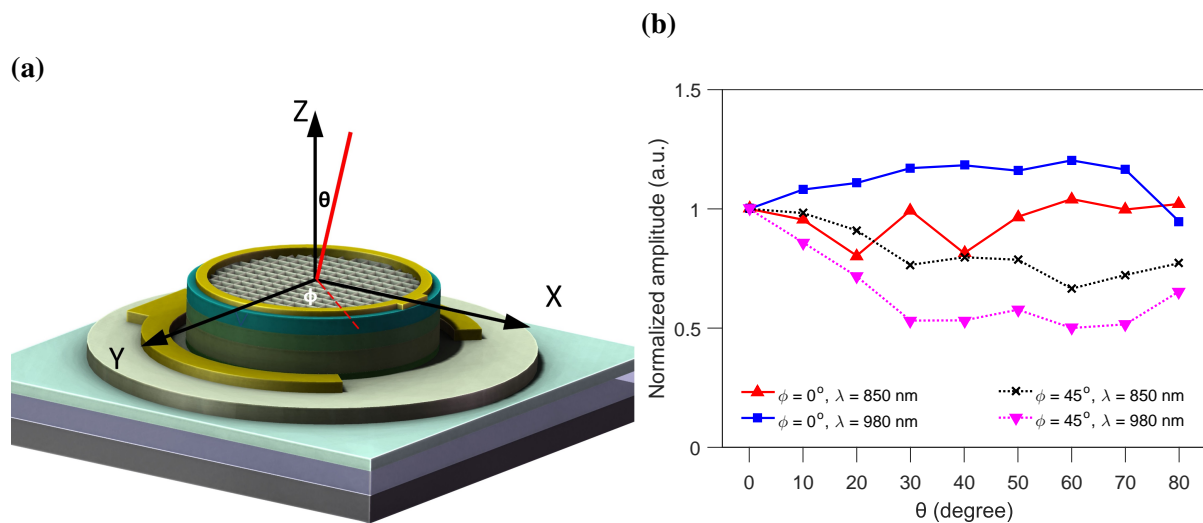 (a)
Z
θ
ϕ
X
Y
(b)
Normalized amplitude (a.u.)
1.5
1
0.5
0
ϕ = 0°, λ = 850 nm
ϕ = 0°, λ = 980 nm
ϕ = 45°, λ = 850 nm
ϕ = 45°, λ = 980 nm
0 10 20 30 40 50 60 70 80
θ (degree)